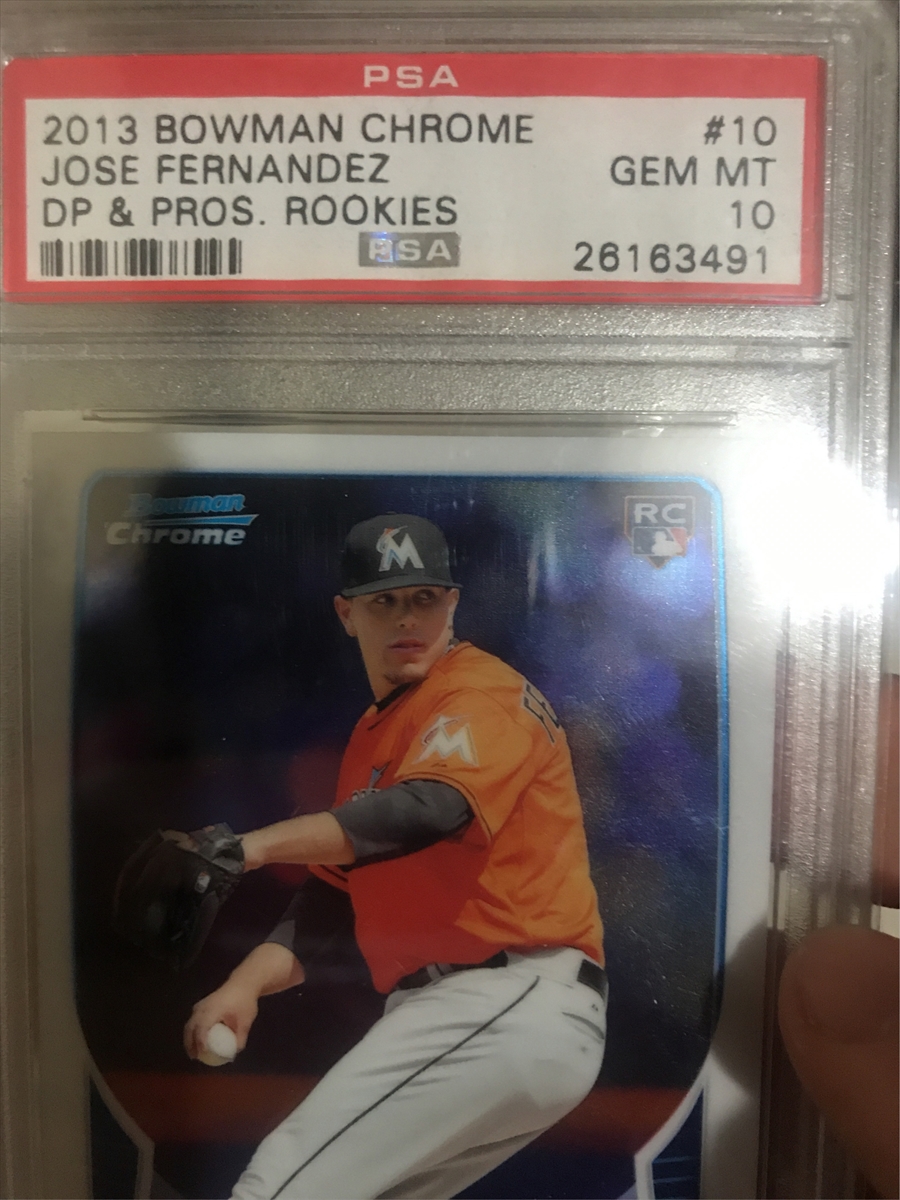 PSA
2013 BOWMAN CHROME #10
JOSE FERNANDEZ GEM MT
DP & PROS. ROOKIES 10
PSA 26163491
Bowman RC
Chrome
M
M